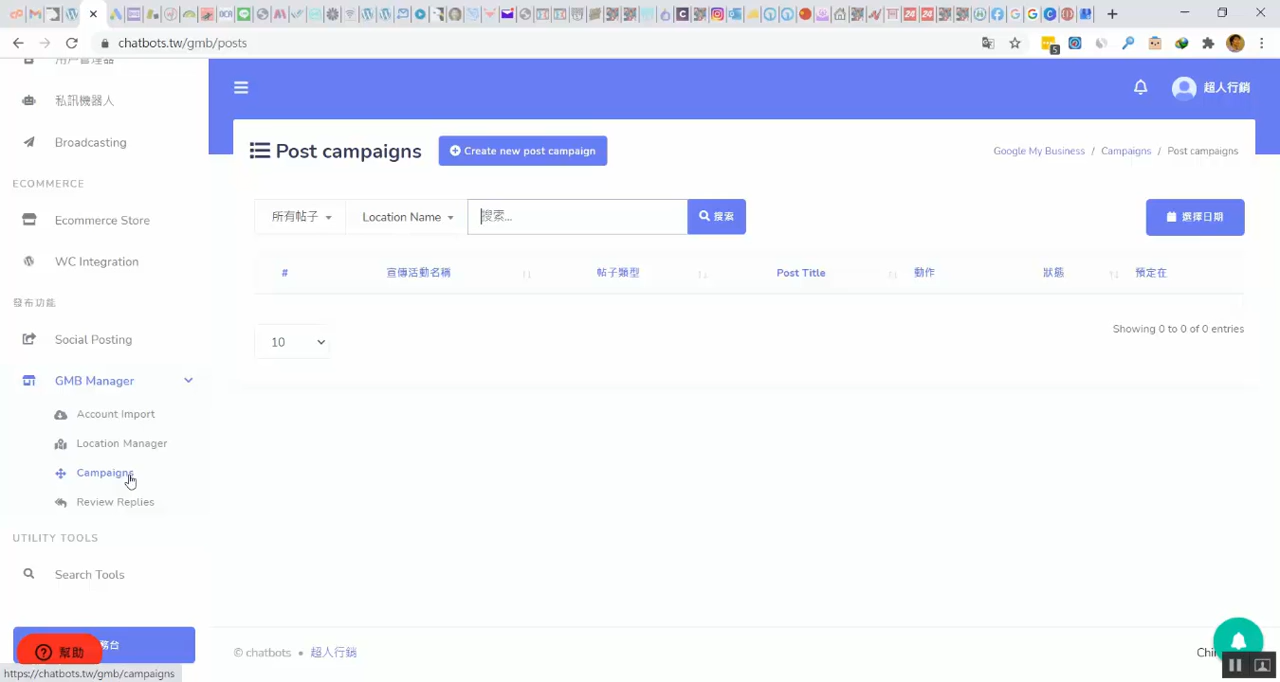 chatbots.tw/gmb/posts
5
用戶管理器
私訊機器人
Broadcasting
ECOMMERCE
Ecommerce Store
WC Integration
發布功能
Social Posting
GMB Manager
Account Import
Location Manager
Campaigns
Review Replies
UTILITY TOOLS
Search Tools
務台
幫助
https://chatbots.tw/gmb/campaigns
超人行銷
Post campaigns
Create new post campaign
Google My Business / Campaigns / Post campaigns
所有帖子
Location Name
搜索...
搜索
選擇日期
# 宣傳活動名稱 帖子類型 Post Title 動作 狀態 預定在
10
Showing 0 to 0 of 0 entries
© chatbots • 超人行銷